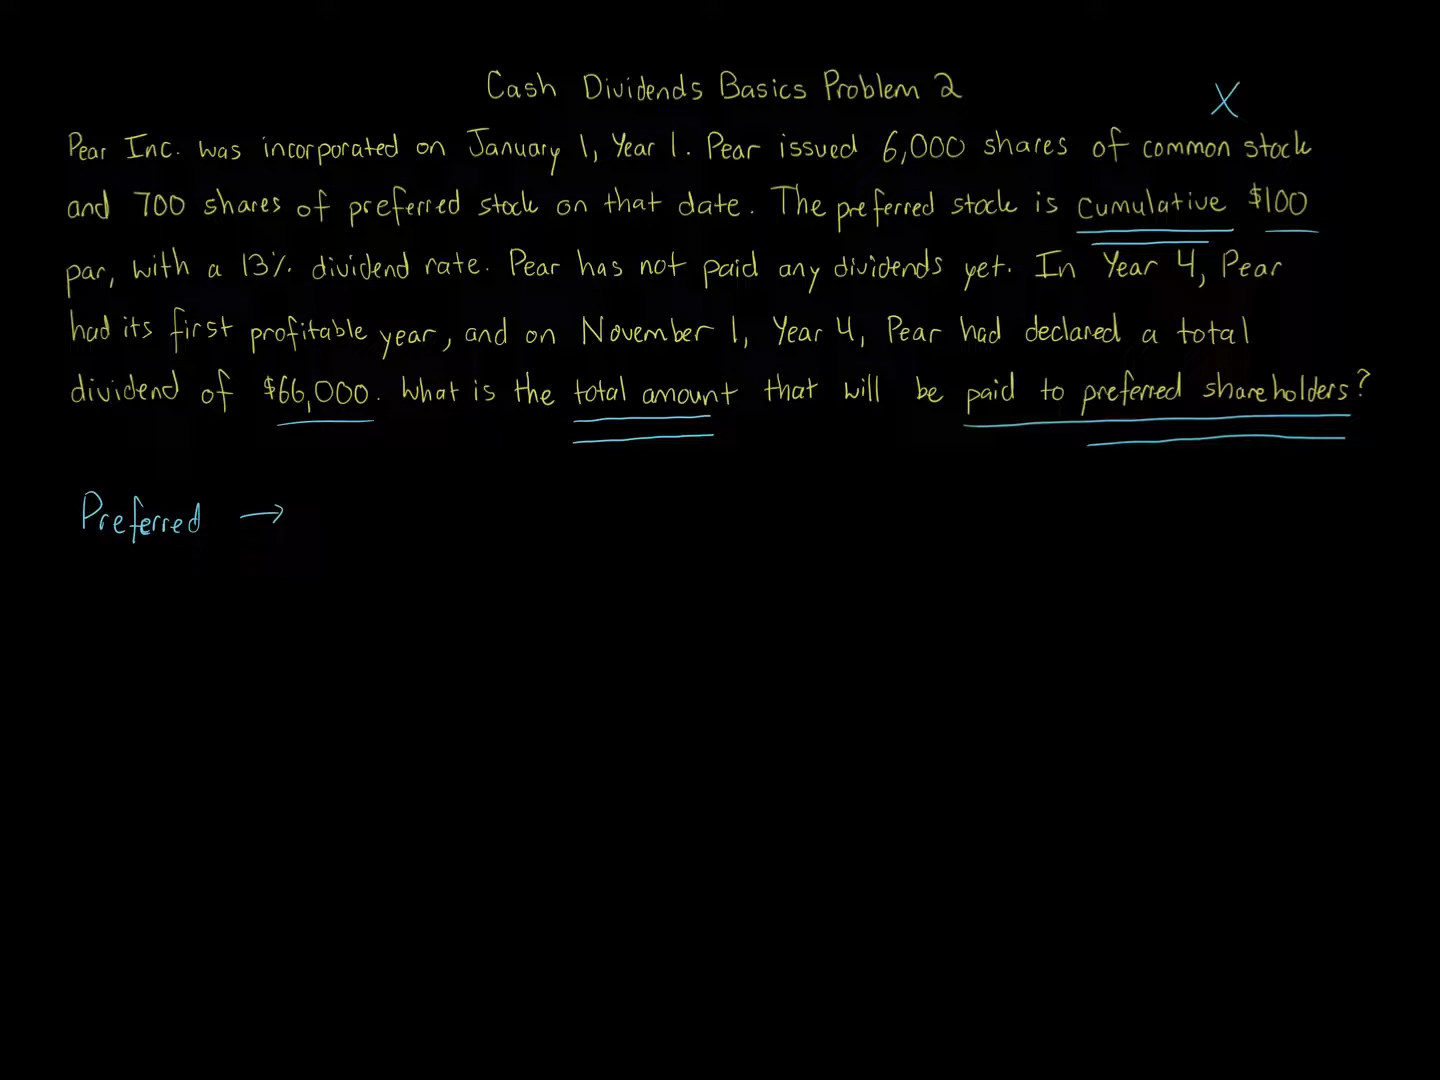 Cash Dividends Basics Problem 2
X
Pear Inc. was incorporated on January 1, Year 1. Pear issued 6,000 shares of common stock
and 700 shares of preferred stock on that date. The preferred stock is cumulative $100
par, with a 13% dividend rate. Pear has not paid any dividends yet. In Year 4, Pear
had its first profitable year, and on November 1, Year 4, Pear had declared a total
dividend of $66,000. What is the total amount that will be paid to preferred shareholders?
Preferred →